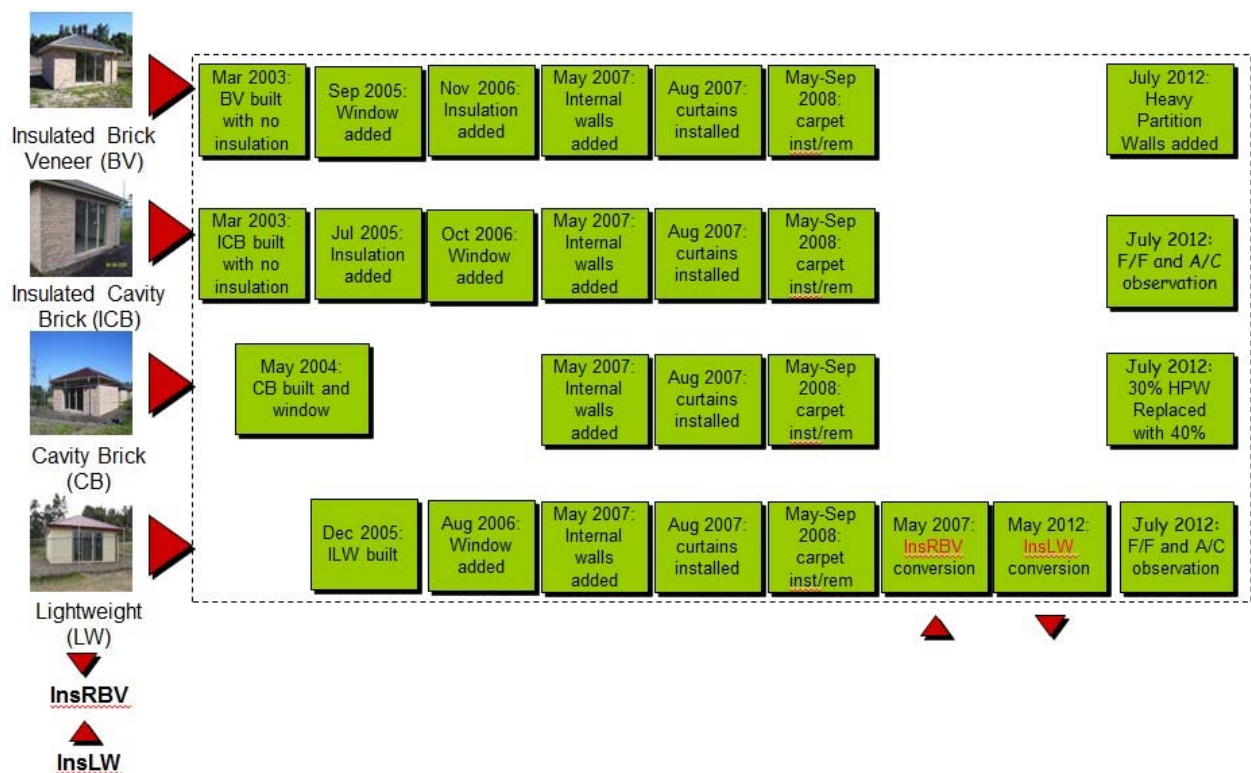 Insulated Brick
Veneer (BV)
Mar 2003:
BV built
with no
insulation
Sep 2005:
Window
added
Nov 2006:
Insulation
added
May 2007:
Internal
walls
added
Aug 2007:
curtains
installed
May-Sep
2008:
carpet
inst/rem
July 2012:
Heavy
Partition
Walls added
Insulated Cavity
Brick (ICB)
Mar 2003:
ICB built
with no
insulation
Jul 2005:
Insulation
added
Oct 2006:
Window
added
May 2007:
Internal
walls
added
Aug 2007:
curtains
installed
May-Sep
2008:
carpet
inst/rem
July 2012:
F/F and A/C
observation
Cavity Brick
(CB)
May 2004:
CB built and
window
May 2007:
Internal
walls
added
Aug 2007:
curtains
installed
May-Sep
2008:
carpet
inst/rem
July 2012:
30% HPW
Replaced
with 40%
Lightweight
(LW)
Dec 2005:
ILW built
Aug 2006:
Window
added
May 2007:
Internal
walls
added
Aug 2007:
curtains
installed
May-Sep
2008:
carpet
inst/rem
May 2007:
InsRBV
conversion
May 2012:
InsLW
conversion
July 2012:
F/F and A/C
observation
InsRBV
InsLW